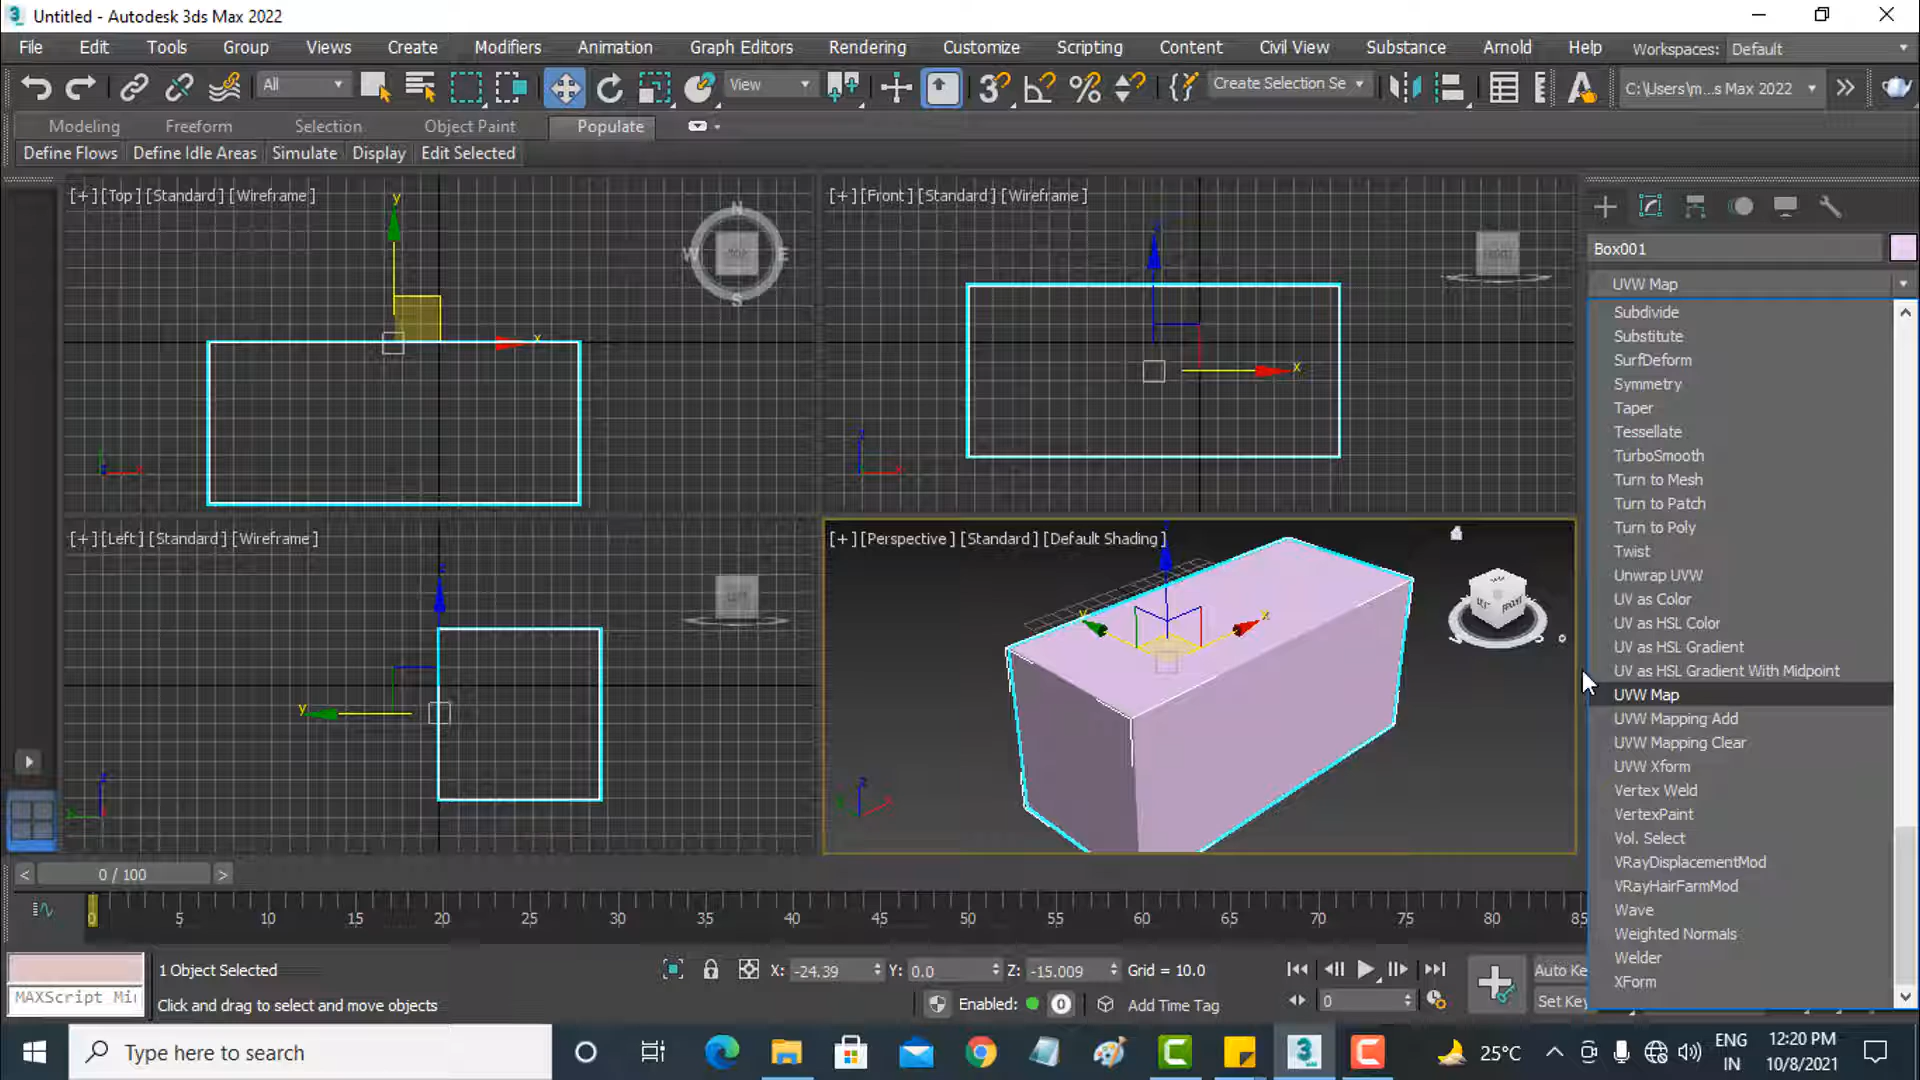 Untitled - Autodesk 3ds Max 2022
File Edit Tools Group Views Create Modifiers Animation Graph Editors Rendering Customize Scripting Content Civil View Substance Arnold Help Workspaces: Default
All View Create Selection Se C:\Users\m...s Max 2022
Modeling Freeform Selection Object Paint Populate
Define Flows Define Idle Areas Simulate Display Edit Selected
[+] [Top] [Standard] [Wireframe]
[+] [Front] [Standard] [Wireframe]
Box001
UVW Map
Subdivide
Substitute
SurfDeform
Symmetry
Taper
Tessellate
TurboSmooth
Turn to Mesh
Turn to Patch
Turn to Poly
Twist
Unwrap UVW
UV as Color
UV as HSL Color
UV as HSL Gradient
UV as HSL Gradient With Midpoint
UVW Map
UVW Mapping Add
UVW Mapping Clear
UVW Xform
Vertex Weld
VertexPaint
Vol. Select
VRayDisplacementMod
VRayHairFarmMod
Wave
Weighted Normals
Welder
XForm
N
W E
S
y
x
x
[+] [Left] [Standard] [Wireframe]
[+] [Perspective] [Standard] [Default Shading]
y
x
< 0 / 100 >
0 5 10 15 20 25 30 35 40 45 50 55 60 65 70 75 80 85
1 Object Selected X: -24.39 Y: 0.0 Z: -15.009 Grid = 10.0 Auto Ke
MAXScript Mi Click and drag to select and move objects Enabled: 0 Add Time Tag 0 Set Key
Type here to search 25°C ENG 12:20 PM
IN 10/8/2021